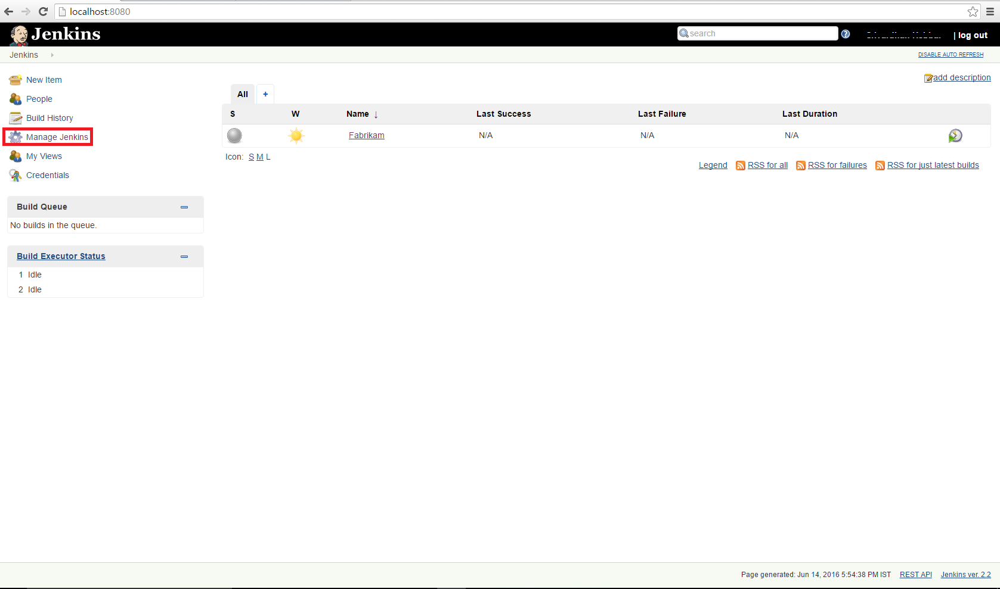 localhost:8080
Jenkins
search
| log out
Jenkins
DISABLE AUTO REFRESH
New Item
People
Build History
Manage Jenkins
My Views
Credentials
Build Queue
No builds in the queue.
Build Executor Status
1 Idle
2 Idle
add description
All +
S W Name ↓ Last Success Last Failure Last Duration
Fabrikam N/A N/A N/A
Icon: S M L
Legend RSS for all RSS for failures RSS for just latest builds
Page generated: Jun 14, 2016 5:54:38 PM IST REST API Jenkins ver. 2.2